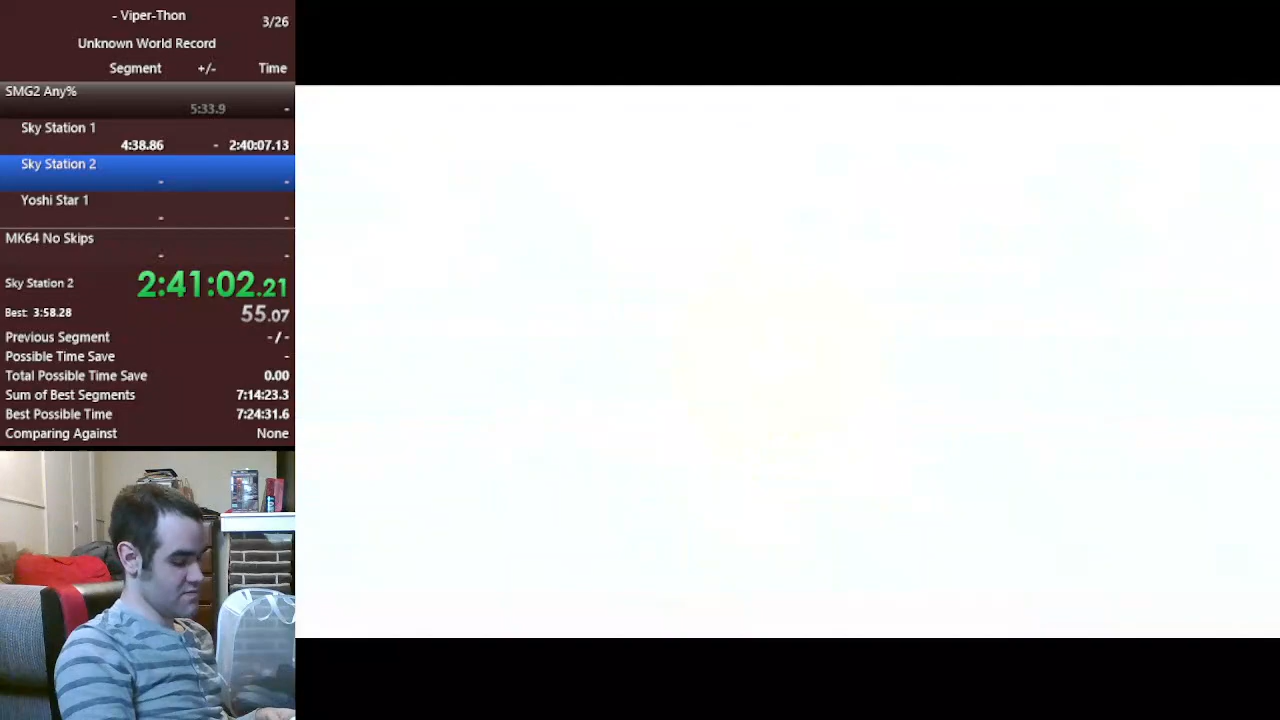 - Viper-Thon
3/26
Unknown World Record
Segment +/- Time
SMG2 Any%
5:33.9 -
Sky Station 1
4:38.86 - 2:40:07.13
Sky Station 2
- -
Yoshi Star 1
- -
MK64 No Skips
- -
Sky Station 2 2:41:02.21
Best: 3:58.28 55.07
Previous Segment - / -
Possible Time Save -
Total Possible Time Save 0.00
Sum of Best Segments 7:14:23.3
Best Possible Time 7:24:31.6
Comparing Against None